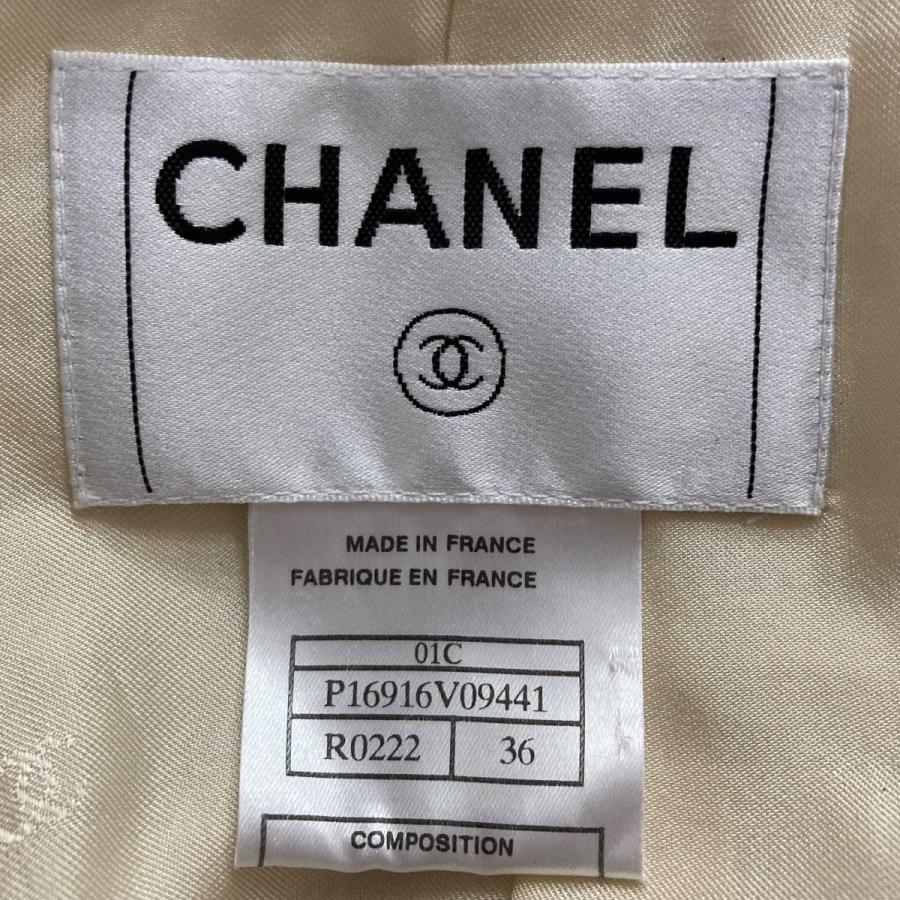 CHANEL
MADE IN FRANCE
FABRIQUE EN FRANCE
01C
P16916V09441
R0222 36
COMPOSITION